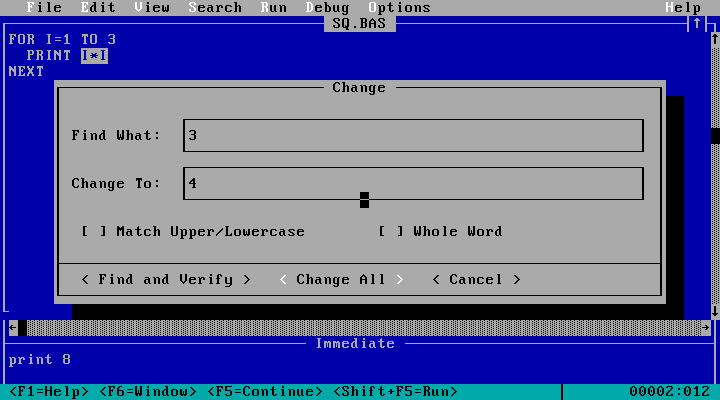 File Edit View Search Run Debug Options Help
SQ.BAS
FOR I=1 TO 3
PRINT I*I
NEXT
Change
Find What: 3
Change To: 4
[ ] Match Upper/Lowercase [ ] Whole Word
< Find and Verify > < Change All > < Cancel >
Immediate
print 8
<F1=Help> <F6=Window> <F5=Continue> <Shift+F5=Run> 00002:012